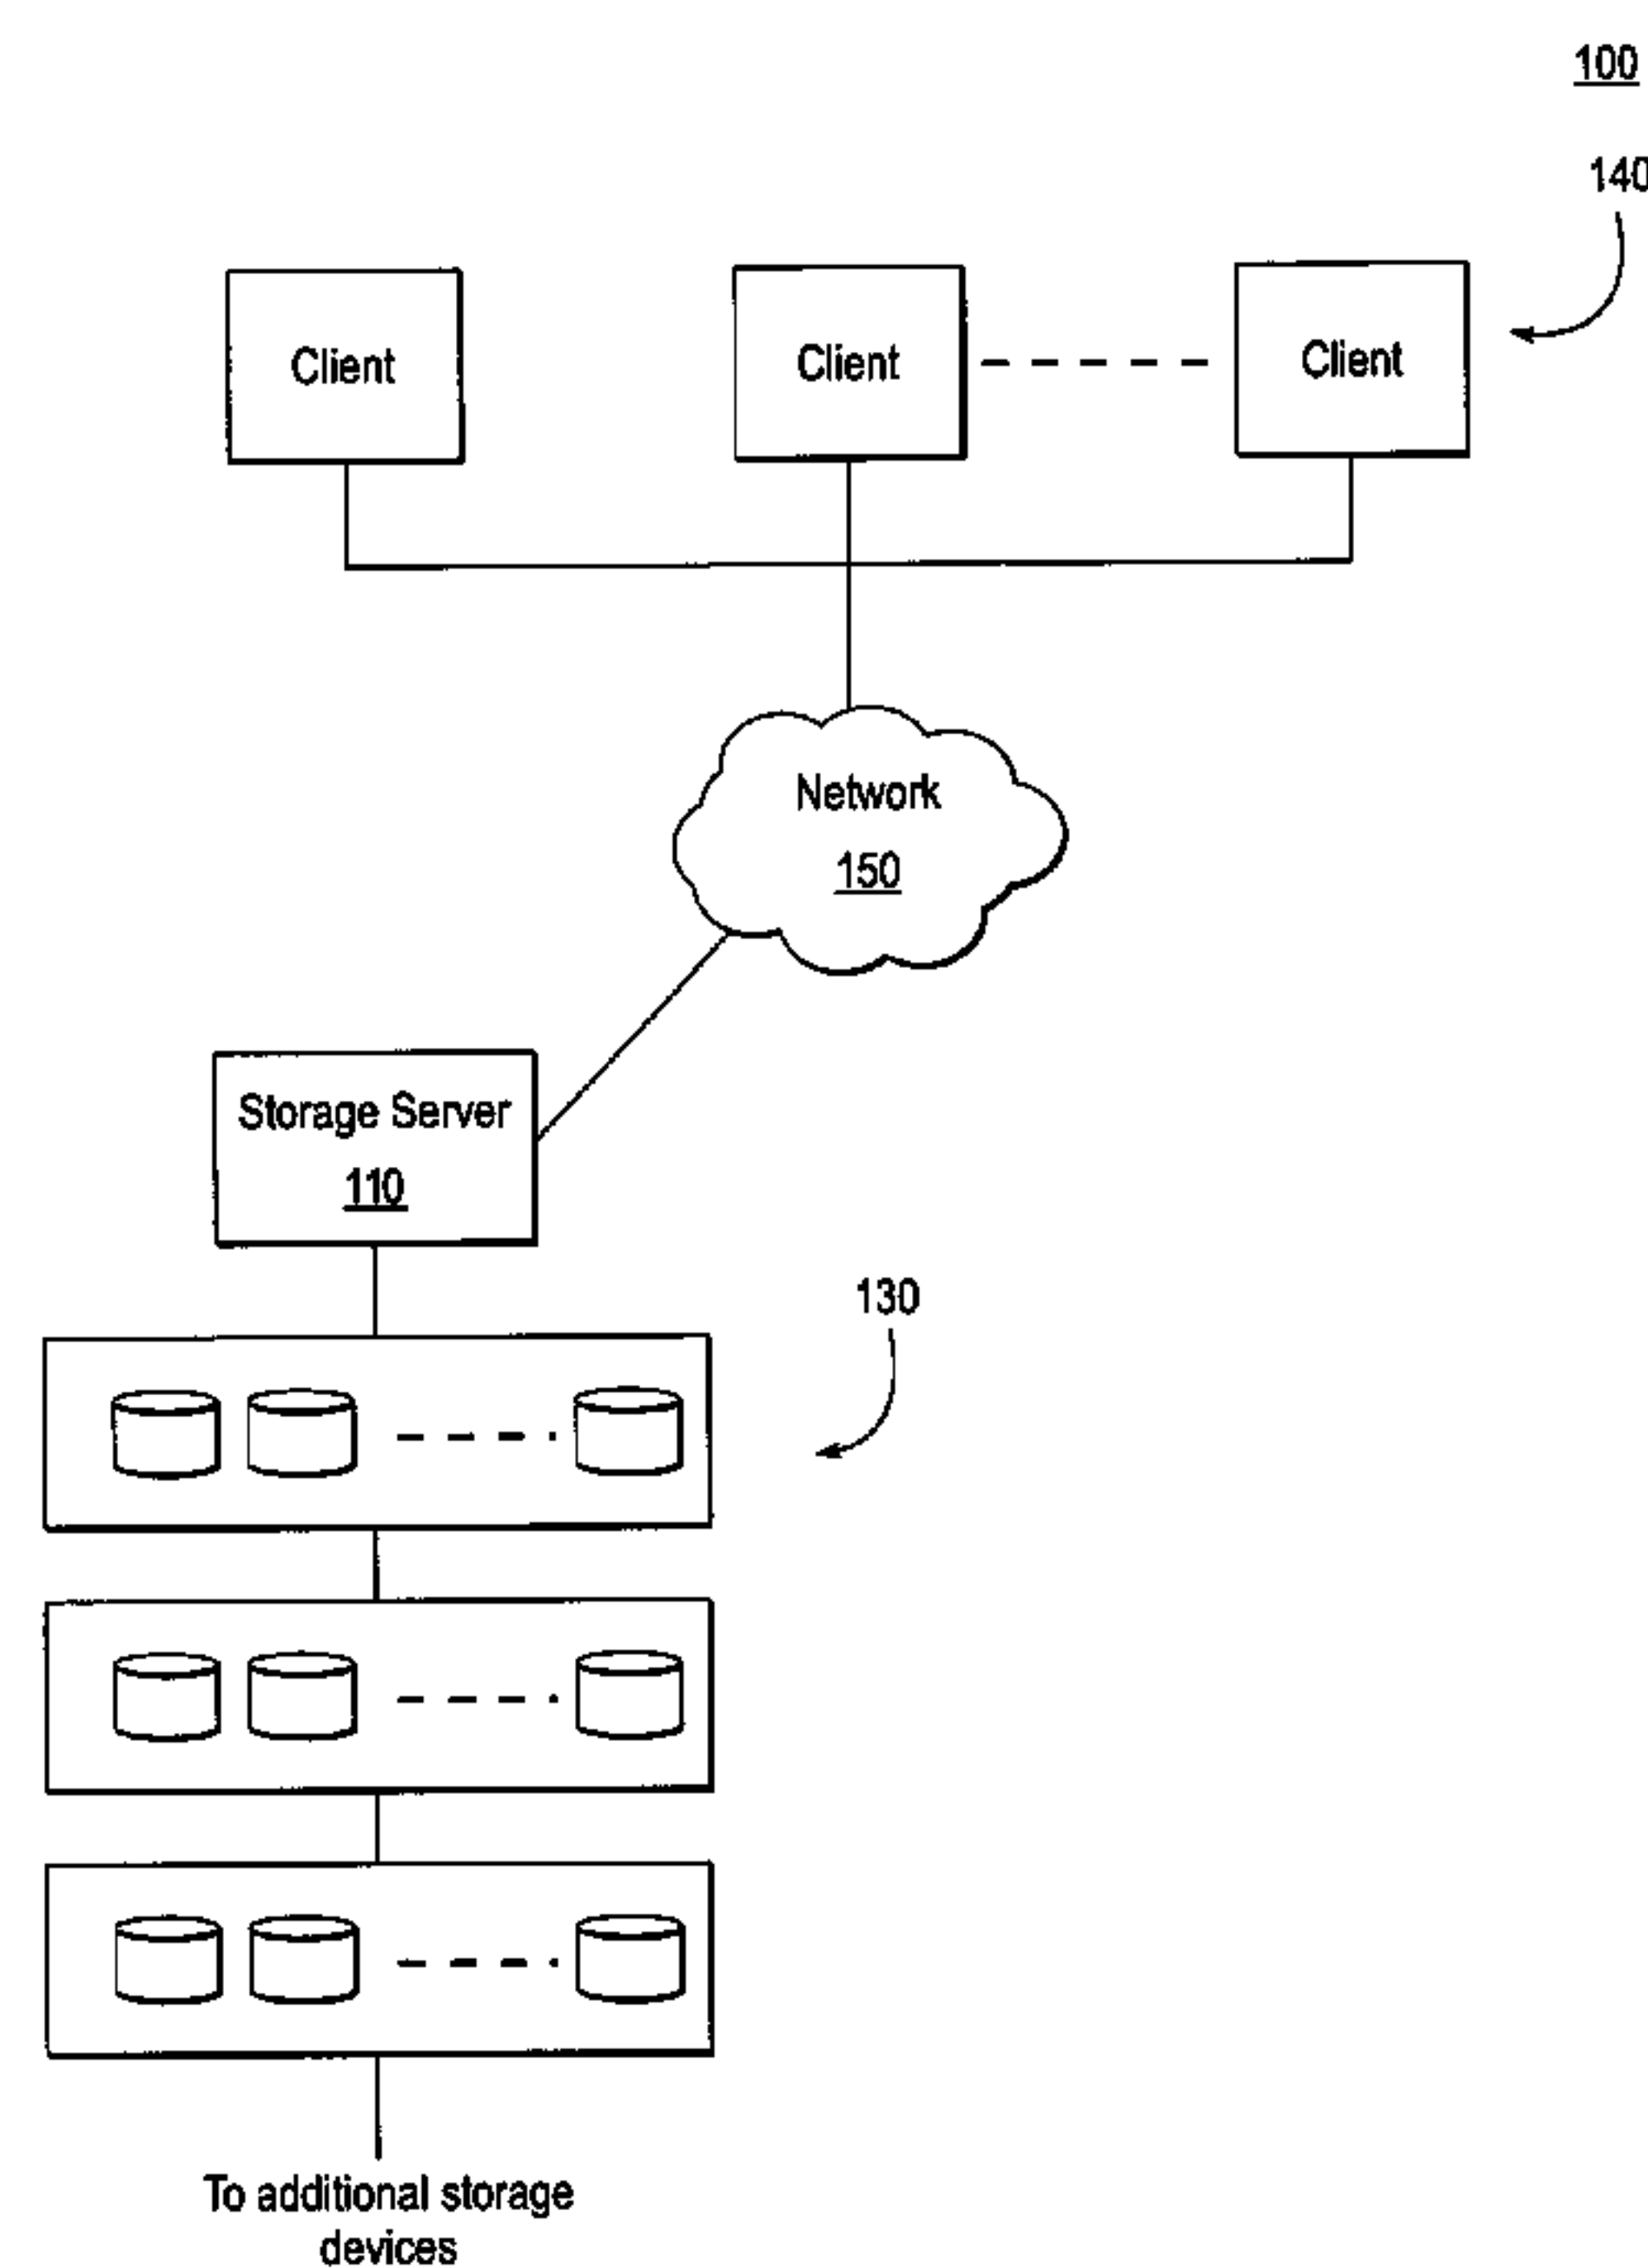 100
140
Client
Client
Client
Network
150
Storage Server
110
130
To additional storage
devices